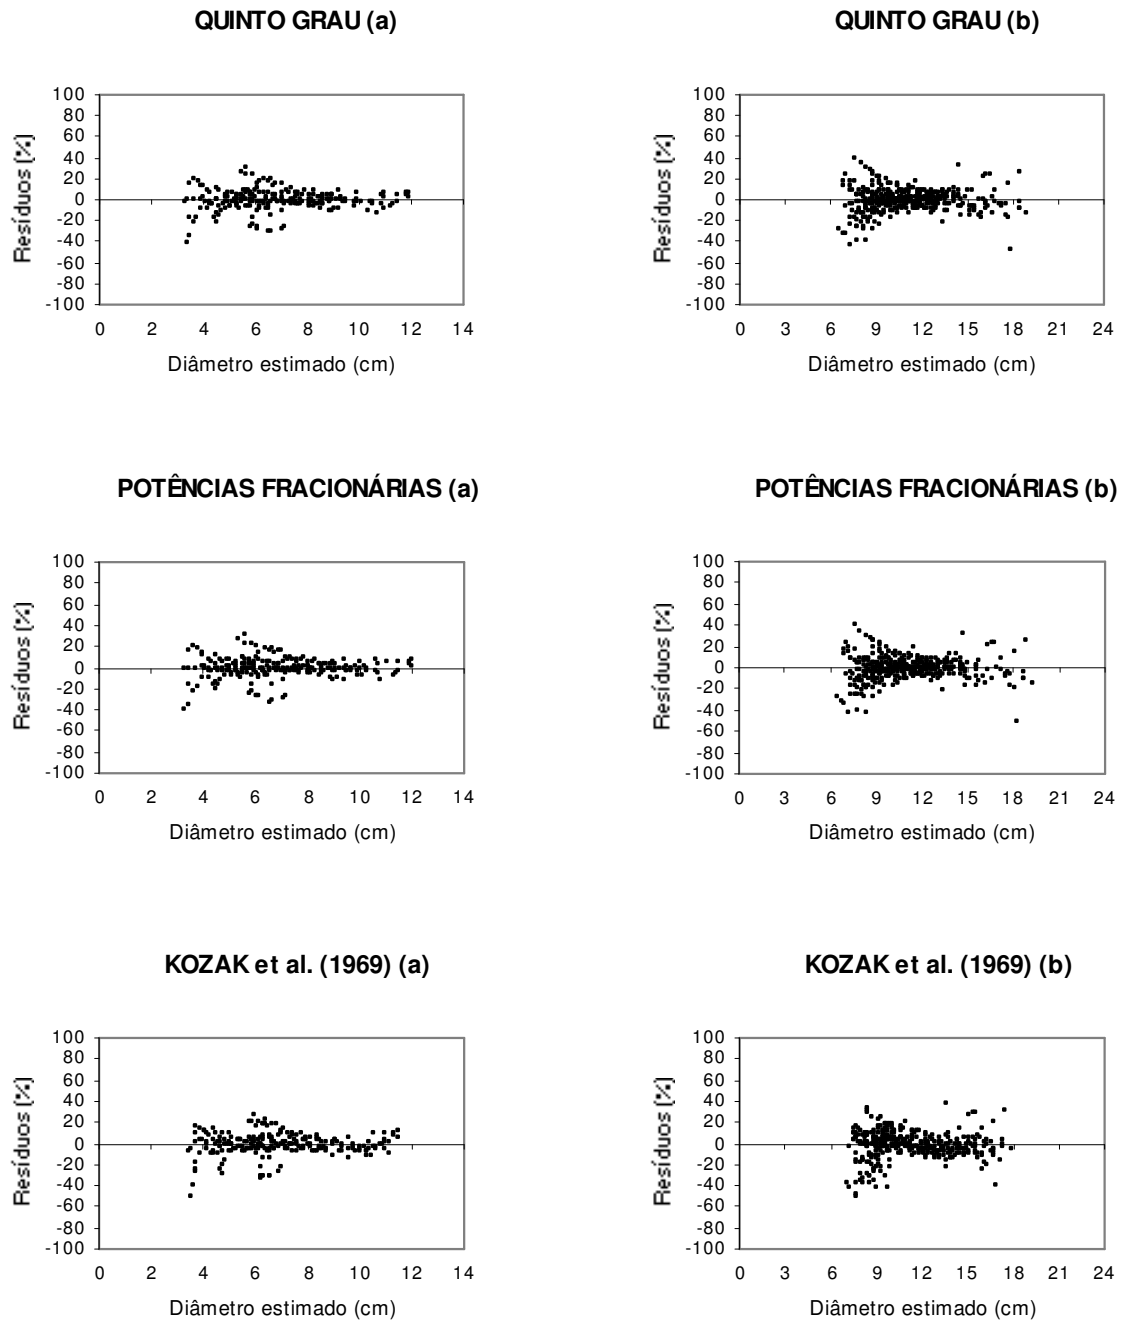 QUINTO GRAU (a)
QUINTO GRAU (b)
100
80
60
40
20
0
-20
-40
-60
-80
-100
Resíduos (%)
0 2 4 6 8 10 12 14
Diâmetro estimado (cm)
100
80
60
40
20
0
-20
-40
-60
-80
-100
Resíduos (%)
0 3 6 9 12 15 18 21 24
Diâmetro estimado (cm)
POTÊNCIAS FRACIONÁRIAS (a)
POTÊNCIAS FRACIONÁRIAS (b)
100
80
60
40
20
0
-20
-40
-60
-80
-100
Resíduos (%)
0 2 4 6 8 10 12 14
Diâmetro estimado (cm)
100
80
60
40
20
0
-20
-40
-60
-80
-100
Resíduos (%)
0 3 6 9 12 15 18 21 24
Diâmetro estimado (cm)
KOZAK et al. (1969) (a)
KOZAK et al. (1969) (b)
100
80
60
40
20
0
-20
-40
-60
-80
-100
Resíduos (%)
0 2 4 6 8 10 12 14
Diâmetro estimado (cm)
100
80
60
40
20
0
-20
-40
-60
-80
-100
Resíduos (%)
0 3 6 9 12 15 18 21 24
Diâmetro estimado (cm)